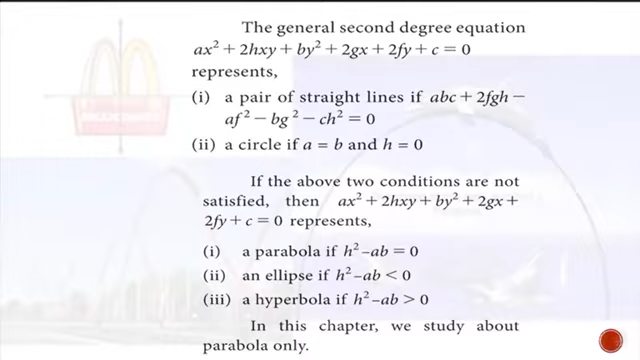 The general second degree equation
ax² + 2hxy + by² + 2gx + 2fy + c = 0
represents,
(i) a pair of straight lines if abc + 2fgh −
af² − bg² − ch² = 0
(ii) a circle if a = b and h = 0
If the above two conditions are not
satisfied, then ax² + 2hxy + by² + 2gx +
2fy + c = 0 represents,
(i) a parabola if h² − ab = 0
(ii) an ellipse if h² − ab < 0
(iii) a hyperbola if h² − ab > 0
In this chapter, we study about
parabola only.